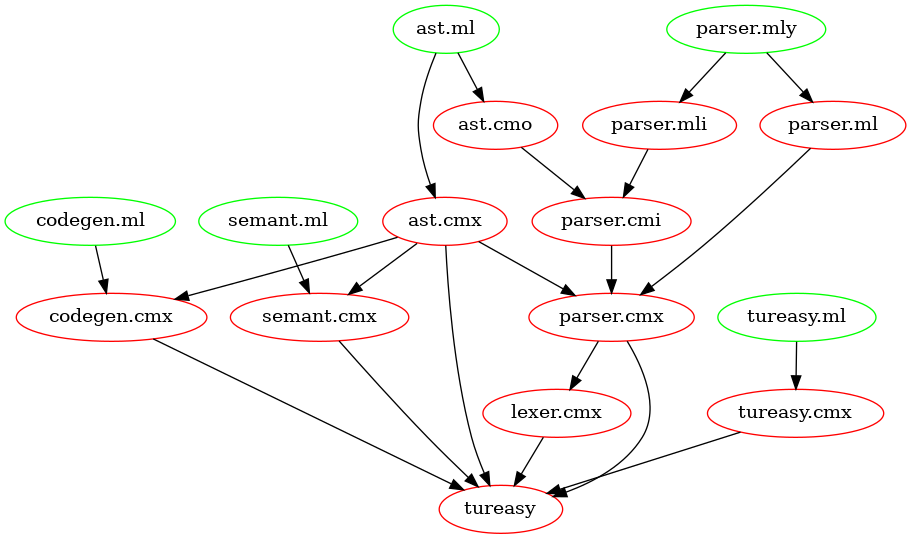 ast.ml
parser.mly
ast.cmo
parser.mli
parser.ml
codegen.ml
semant.ml
ast.cmx
parser.cmi
codegen.cmx
semant.cmx
parser.cmx
tureasy.ml
lexer.cmx
tureasy.cmx
tureasy